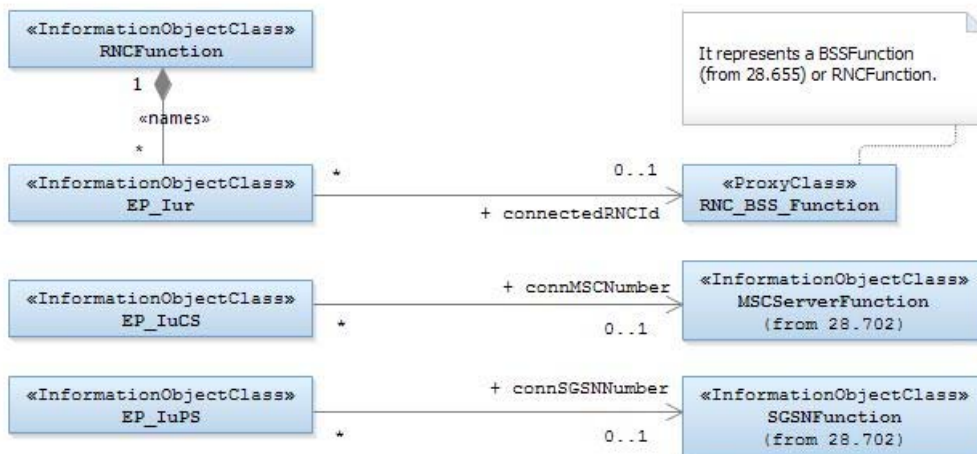 «InformationObjectClass»
RNCFunction
1
«names»
*
It represents a BSSFunction
(from 28.655) or RNCFunction.
«InformationObjectClass»
EP_Iur
*
0..1
+ connectedRNCId
«ProxyClass»
RNC_BSS_Function
«InformationObjectClass»
EP_IuCS
+ connMSCNumber
*
0..1
«InformationObjectClass»
MSCServerFunction
(from 28.702)
«InformationObjectClass»
EP_IuPS
+ connSGSNNumber
*
0..1
«InformationObjectClass»
SGSNFunction
(from 28.702)